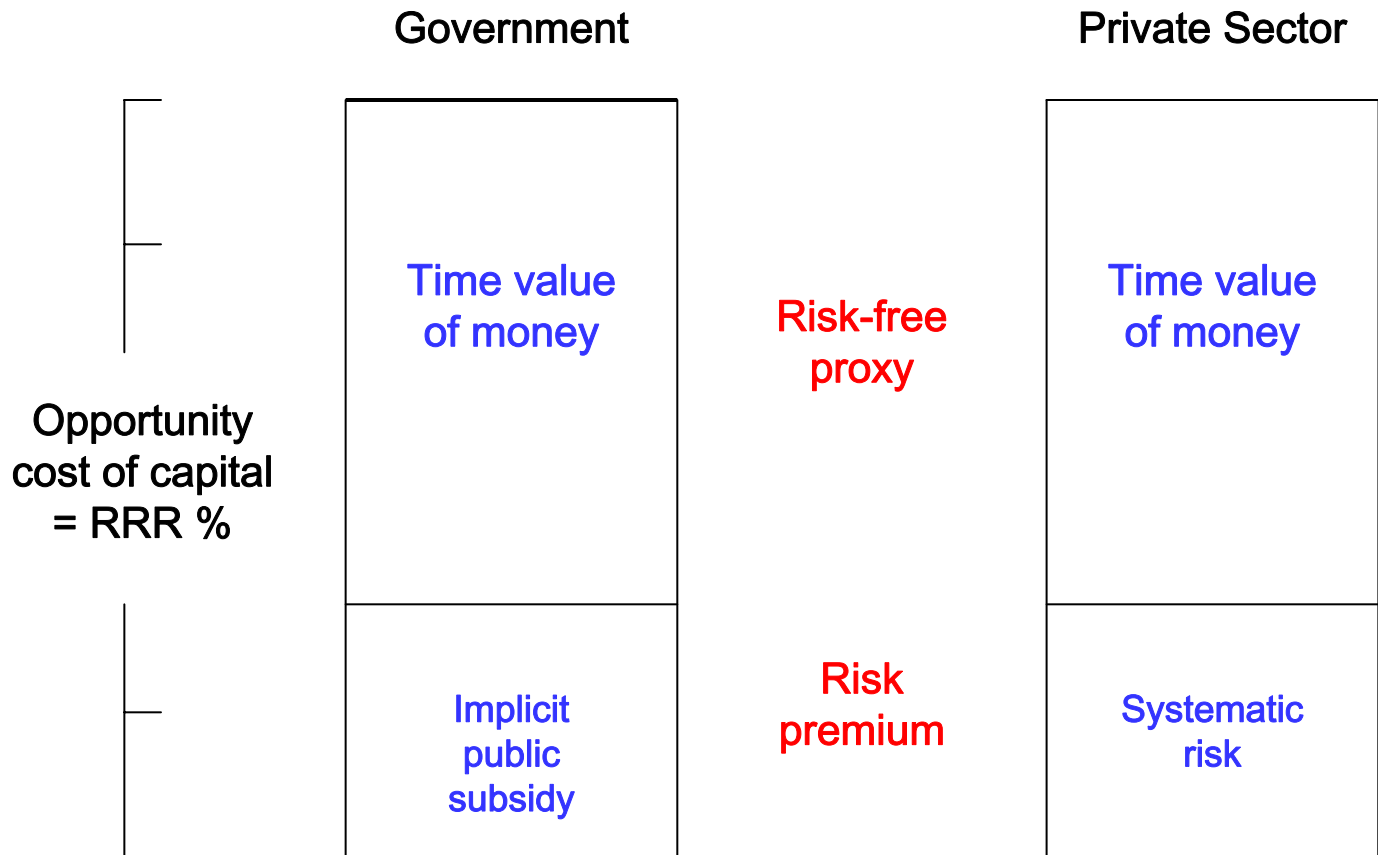 Government
Private Sector
Time value
of money
Risk-free
proxy
Time value
of money
Opportunity
cost of capital
= RRR %
Implicit
public
subsidy
Risk
premium
Systematic
risk